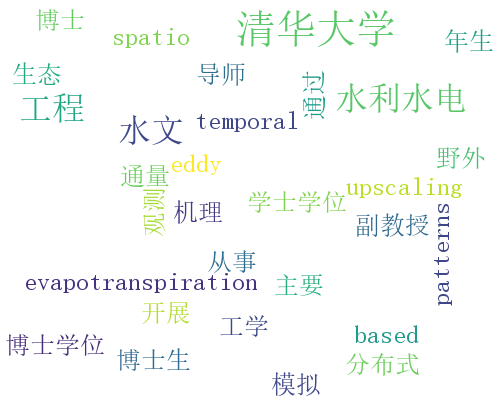 博士
spatio
清华大学
年生
生态
导师
通过
水利水电
工程
水文
temporal
野外
通量
eddy
upscaling
学士学位
观测
机理
副教授
patterns
从事
evapotranspiration
主要
开展
工学
based
博士学位
博士生
分布式
模拟